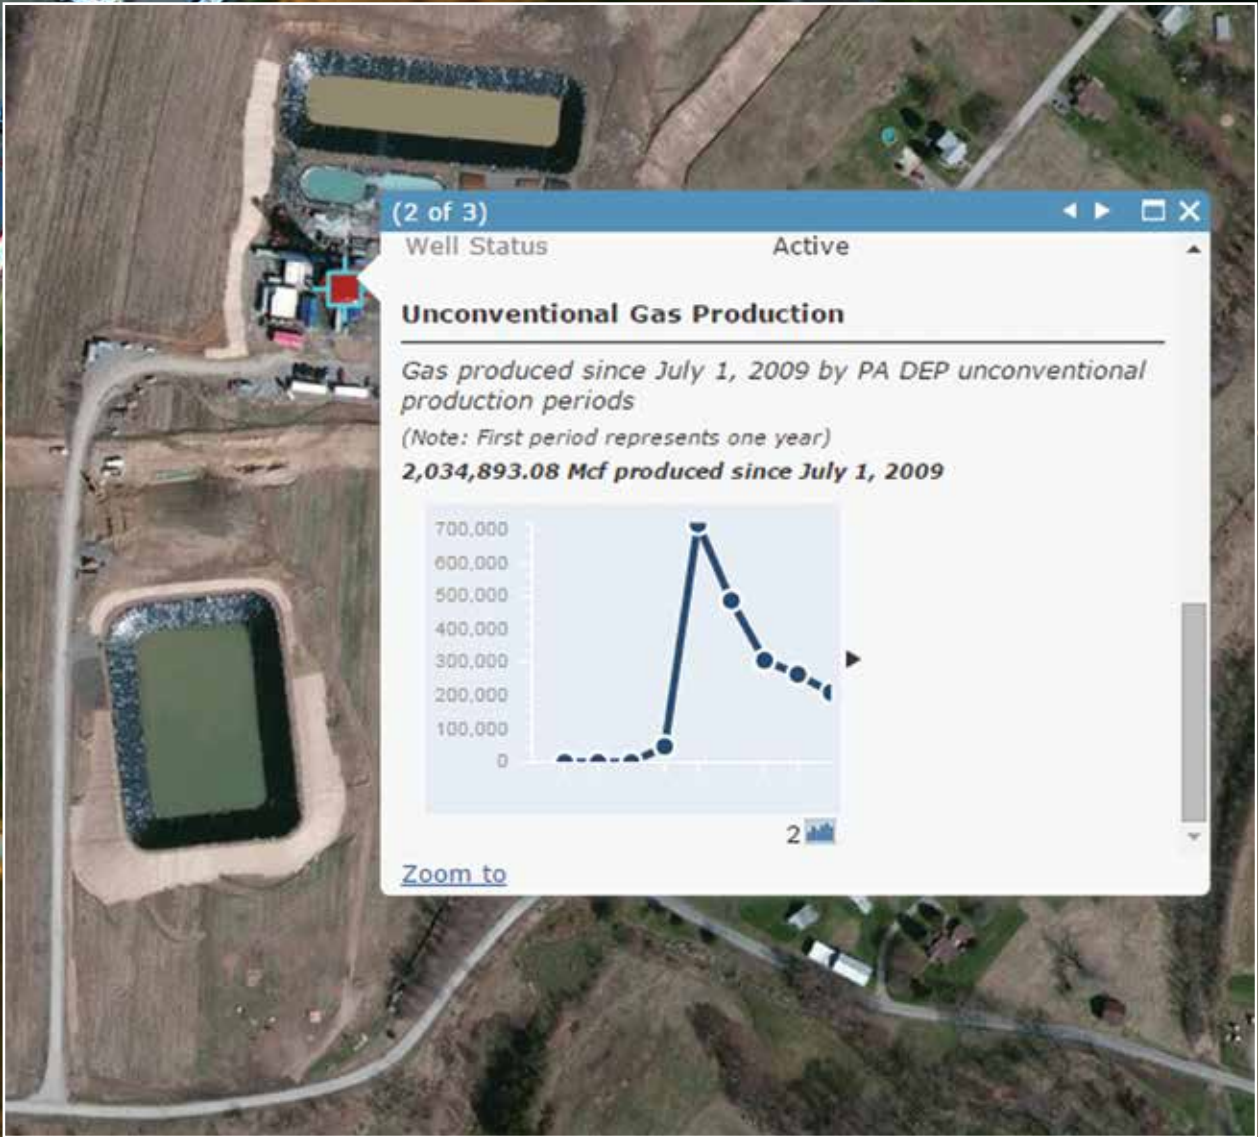 (2 of 3)
Well Status Active
Unconventional Gas Production
Gas produced since July 1, 2009 by PA DEP unconventional
production periods
(Note: First period represents one year)
2,034,893.08 Mcf produced since July 1, 2009
700,000
600,000
500,000
400,000
300,000
200,000
100,000
0
2
Zoom to